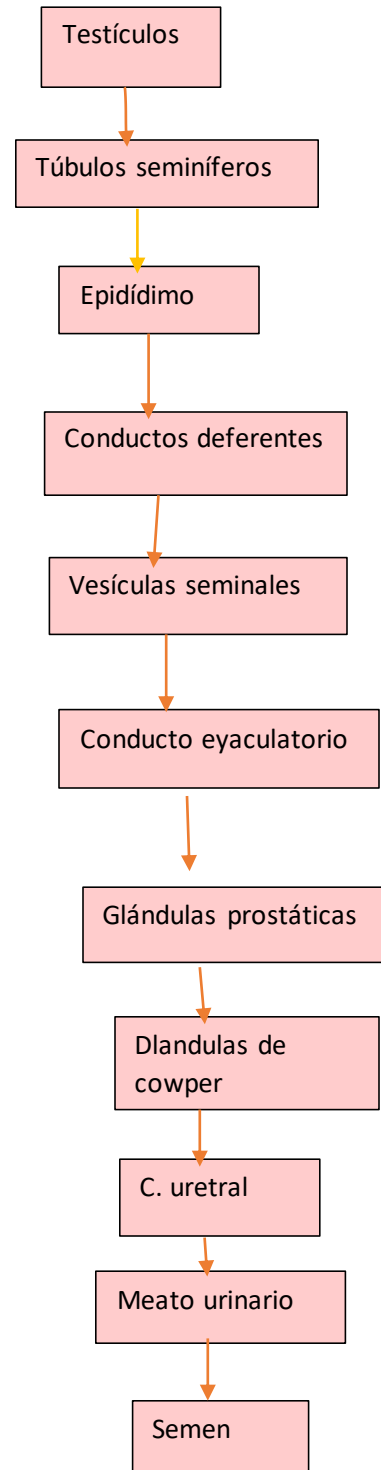 Testículos
Túbulos seminíferos
Epidídimo
Conductos deferentes
Vesículas seminales
Conducto eyaculatorio
Glándulas prostáticas
Dlandulas de
cowper
C. uretral
Meato urinario
Semen